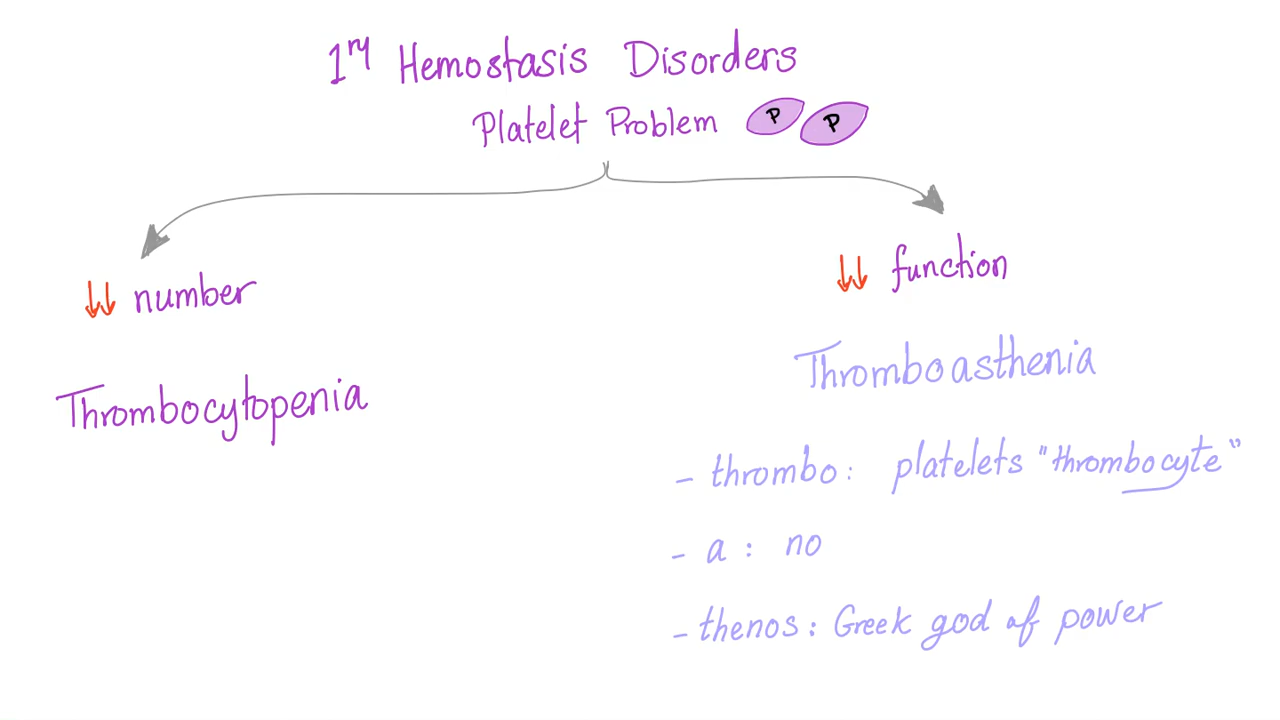 1ry Hemostasis Disorders
Platelet Problem P P
↓↓ number
↓↓ function
Thrombocytopenia
Thromboasthenia
- thrombo: platelets "thrombocyte"
- a : no
- thenos: Greek god of power